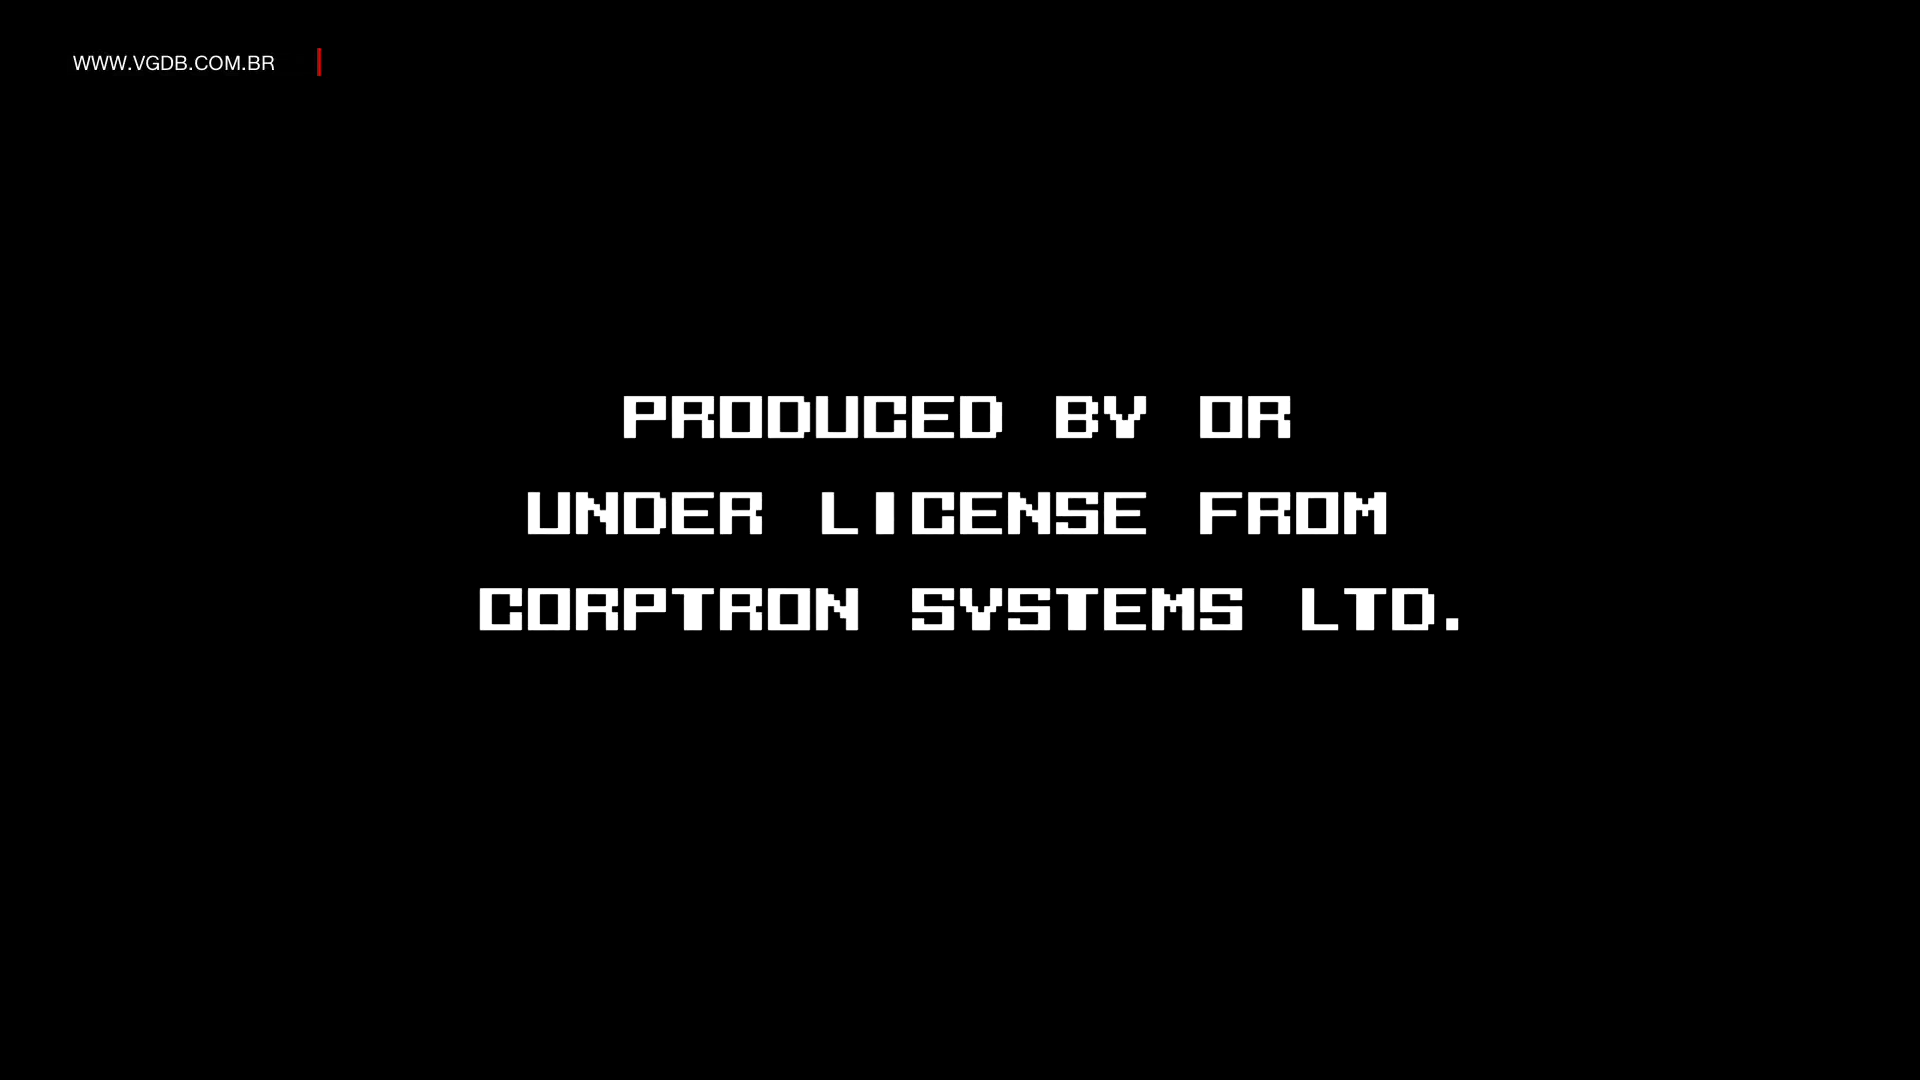 WWW.VGDB.COM.BR
PRODUCED BY OR
UNDER LICENSE FROM
CORPTRON SYSTEMS LTD.